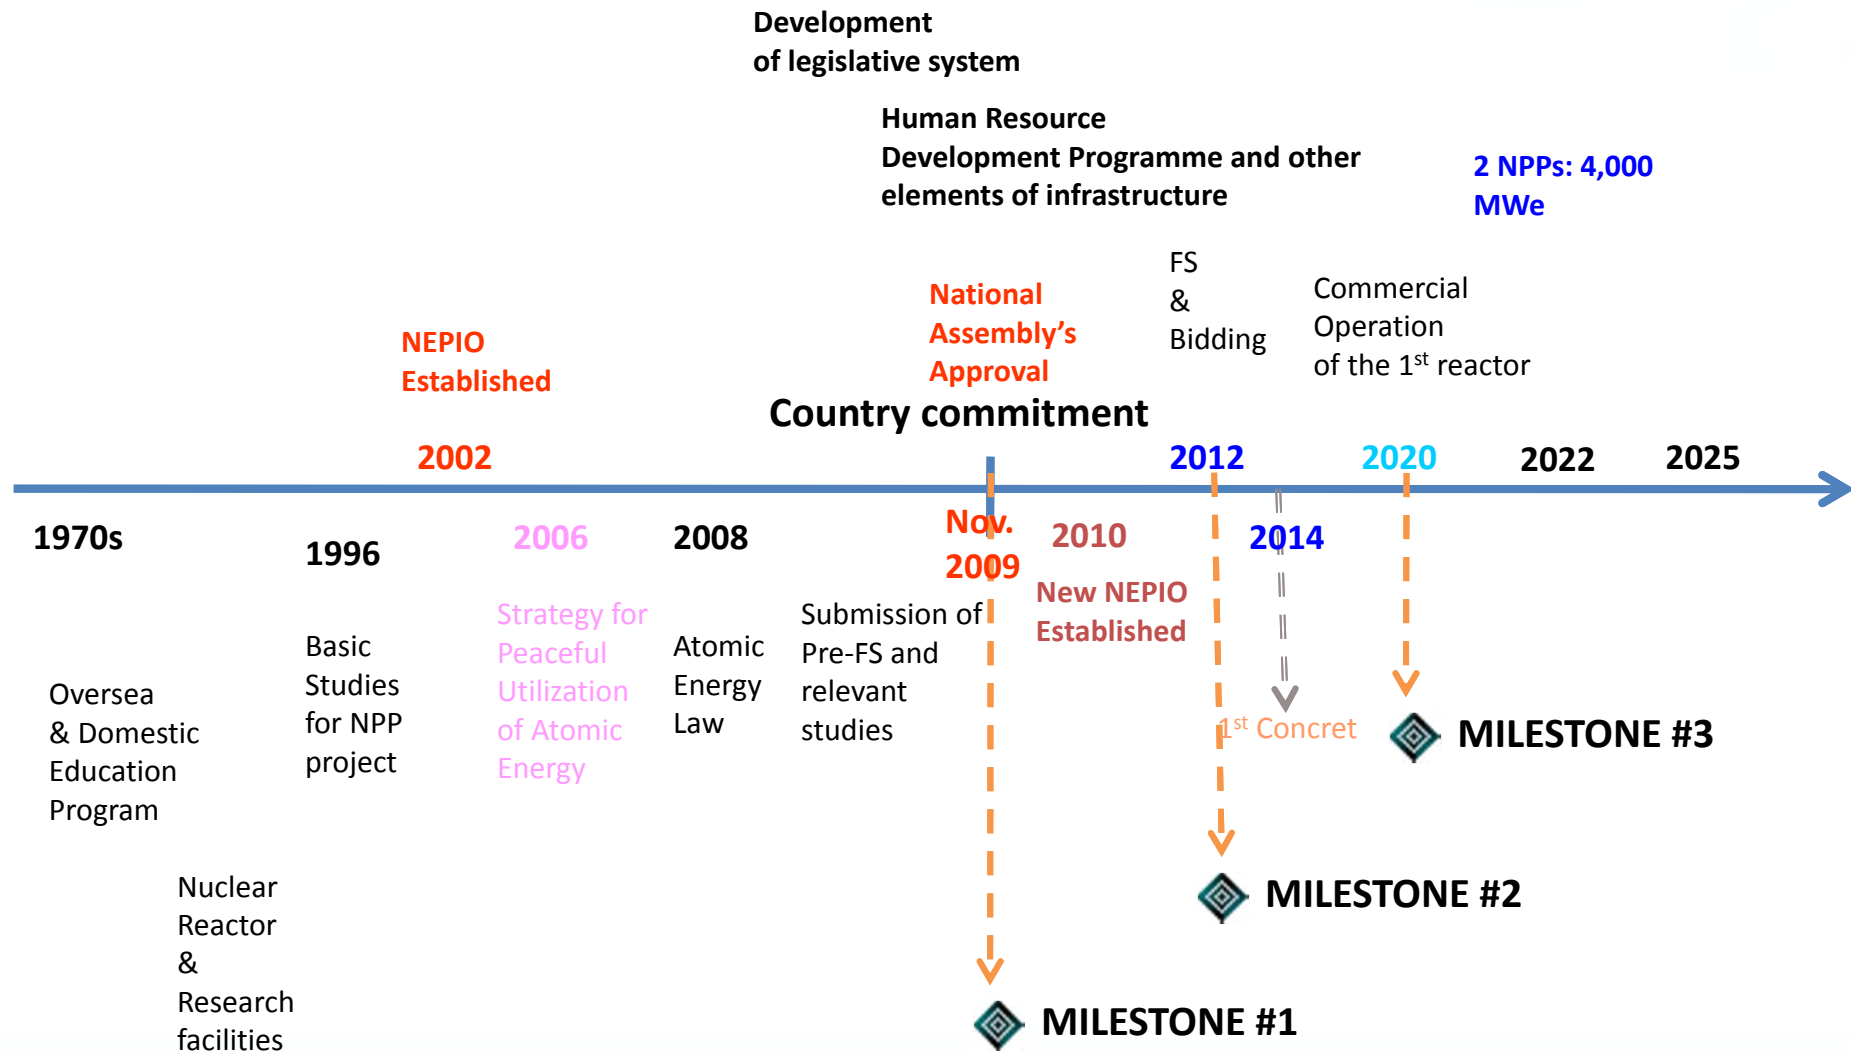 Development
of legislative system
Human Resource
Development Programme and other
elements of infrastructure
2 NPPs: 4,000
MWe
NEPIO
Established
National
Assembly’s
Approval
FS
&
Bidding
Commercial
Operation
of the 1st reactor
Country commitment
2002
2012
2020
2022
2025
1970s
1996
2006
2008
Nov.
2009
2010
2014
Oversea
& Domestic
Education
Program
Nuclear
Reactor
&
Research
facilities
Basic
Studies
for NPP
project
Strategy for
Peaceful
Utilization
of Atomic
Energy
Atomic
Energy
Law
Submission of
Pre-FS and
relevant
studies
New NEPIO
Established
1st Concret
MILESTONE #3
MILESTONE #2
MILESTONE #1